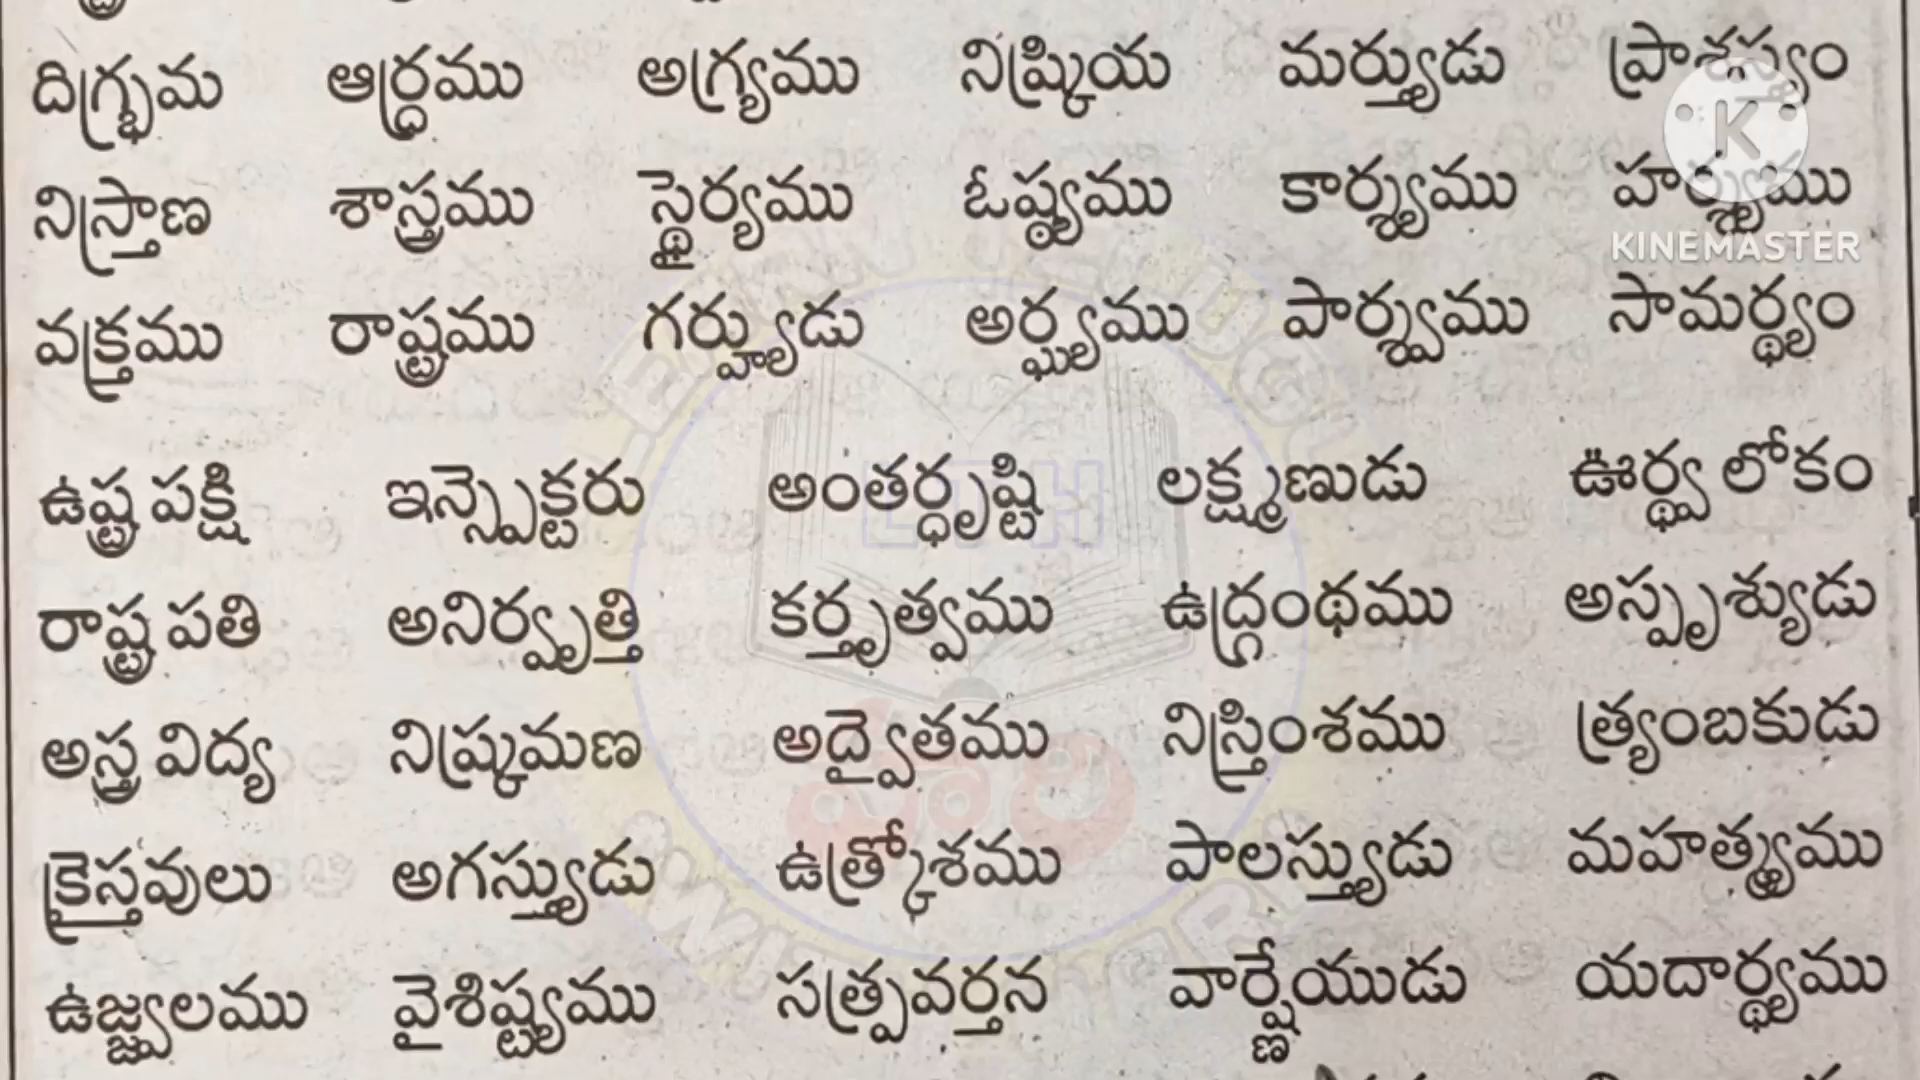 దిగ్భ్రమ ఆర్ద్రము అగ్ర్యము నిష్క్రియ మర్త్యుడు ప్రాశస్త్యం
నిస్త్రాణ శాస్త్రము స్థైర్యము ఓష్ఠ్యము కార్శ్యము
KINEMASTER
వక్త్రము రాష్ట్రము గర్హ్యుడు అర్ఘ్యము పార్శ్వము సామర్థ్యం
ఉష్ట్ర పక్షి ఇన్స్పెక్టరు అంతర్ధృష్టి లక్ష్మణుడు ఊర్థ్వ లోకం
రాష్ట్ర పతి అనిర్వృత్తి కర్తృత్వము ఉద్గ్రంథము అస్పృశ్యుడు
అస్త్ర విద్య నిష్క్రమణ అద్వైతము నిస్త్రింశము త్ర్యంబకుడు
క్రైస్తవులు అగస్త్యుడు ఉత్క్రోశము పాలస్త్యుడు మహత్మ్యము
ఉజ్జ్వలము వైశిష్ట్యము సత్ప్రవర్తన వార్ష్ణేయుడు యదార్థ్యము